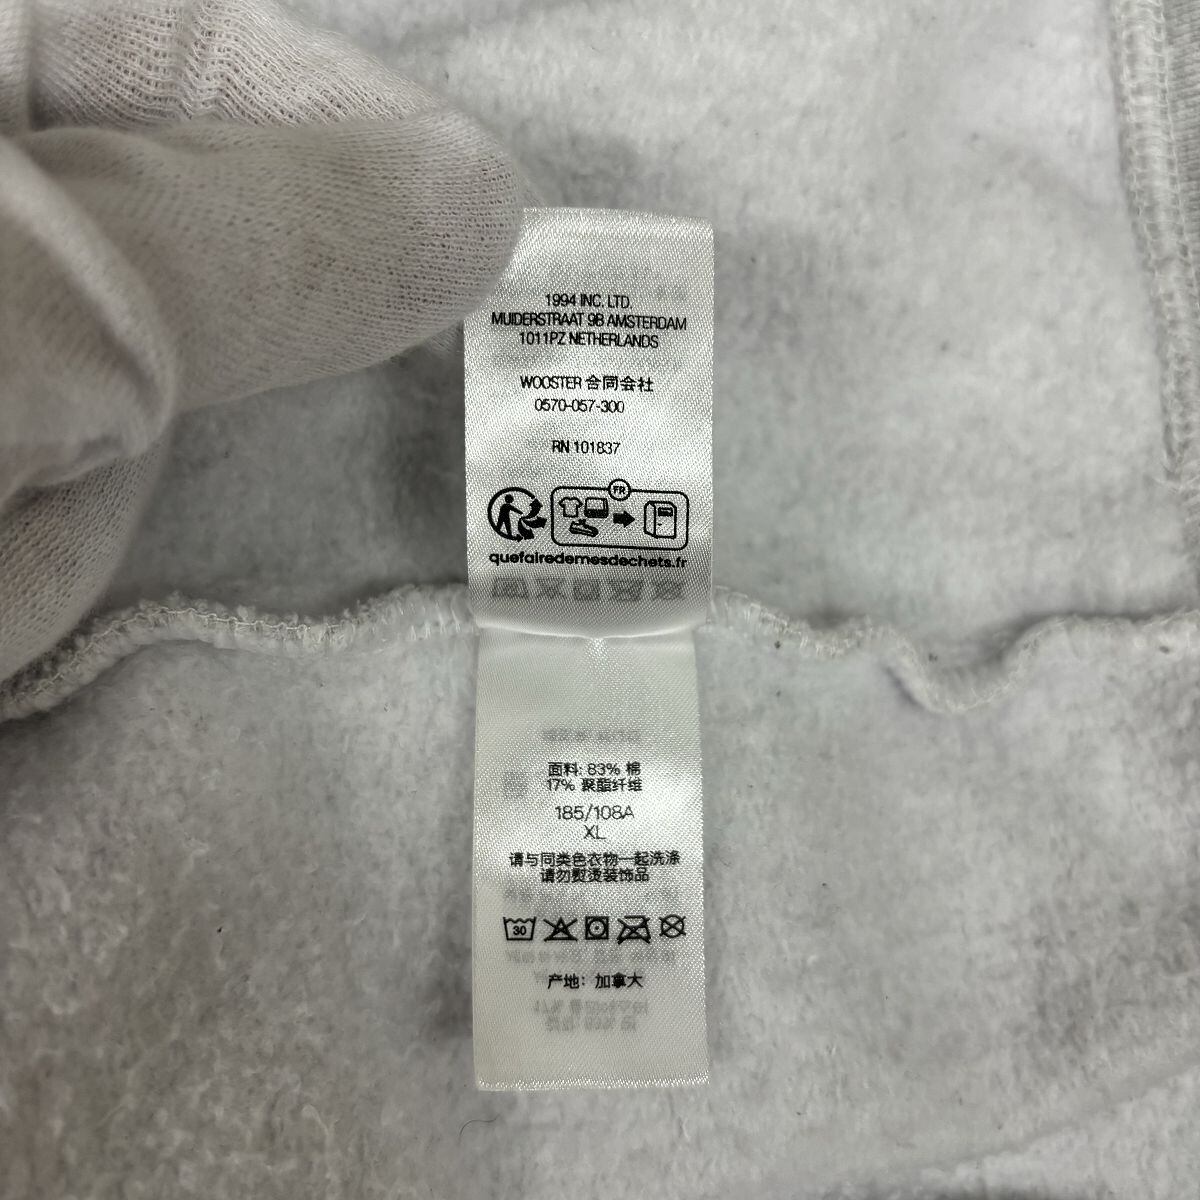 1994 INC. LTD.
MUIDERSTRAAT 9B AMSTERDAM
1011PZ NETHERLANDS
WOOSTER 合同会社
0570-057-300
RN 101837
FR
quefairedemesdechets.fr
面料: 83% 棉
17% 聚酯纤维
185/108A
XL
请与同类色衣物一起洗涤
请勿熨烫装饰品
30
产地: 加拿大